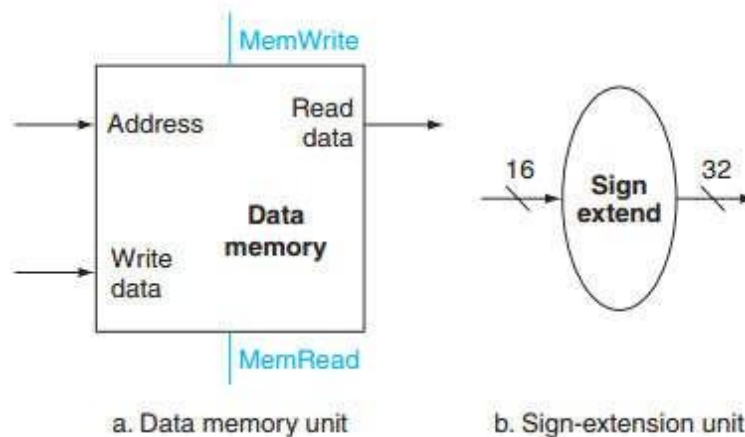 MemWrite
Address
Read
data
Data
memory
Write
data
MemRead
16
Sign
extend
32
a. Data memory unit
b. Sign-extension unit